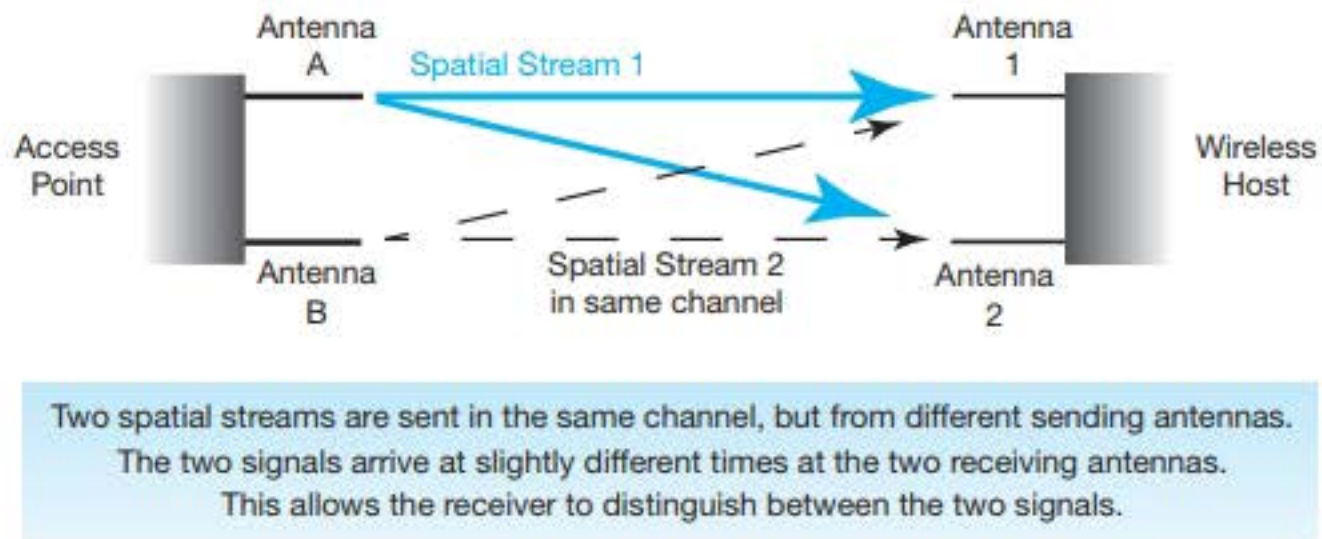 Antenna
A
Spatial Stream 1
Antenna
1
Access
Point
Wireless
Host
Antenna
B
Spatial Stream 2
in same channel
Antenna
2
Two spatial streams are sent in the same channel, but from different sending antennas.
The two signals arrive at slightly different times at the two receiving antennas.
This allows the receiver to distinguish between the two signals.